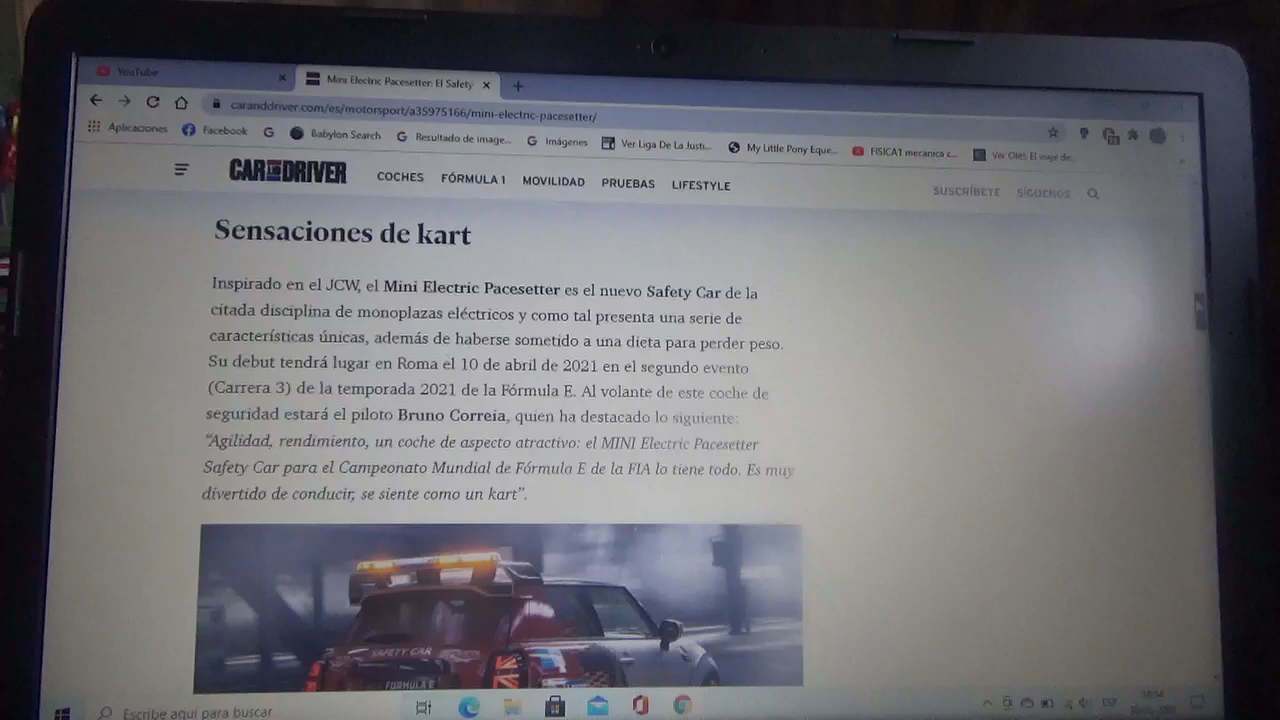 YouTube
Mini Electric Pacesetter: El Safety
caranddriver.com/es/motorsport/a35975166/mini-electric-pacesetter/
Aplicaciones Facebook Babylon Search Resultado de image... Imágenes Ver Liga De La Justi... My Little Pony Eque... FISICA1 mecanica c...
CAR AND DRIVER COCHES FÓRMULA 1 MOVILIDAD PRUEBAS LIFESTYLE SUSCRÍBETE SÍGUENOS
Sensaciones de kart
Inspirado en el JCW, el Mini Electric Pacesetter es el nuevo Safety Car de la
citada disciplina de monoplazas eléctricos y como tal presenta una serie de
características únicas, además de haberse sometido a una dieta para perder peso.
Su debut tendrá lugar en Roma el 10 de abril de 2021 en el segundo evento
(Carrera 3) de la temporada 2021 de la Fórmula E. Al volante de este coche de
seguridad estará el piloto Bruno Correia, quien ha destacado lo siguiente:
"Agilidad, rendimiento, un coche de aspecto atractivo: el MINI Electric Pacesetter
Safety Car para el Campeonato Mundial de Fórmula E de la FIA lo tiene todo. Es muy
divertido de conducir, se siente como un kart".
SAFETY CAR
FORMULA E
Escribe aquí para buscar
ESP